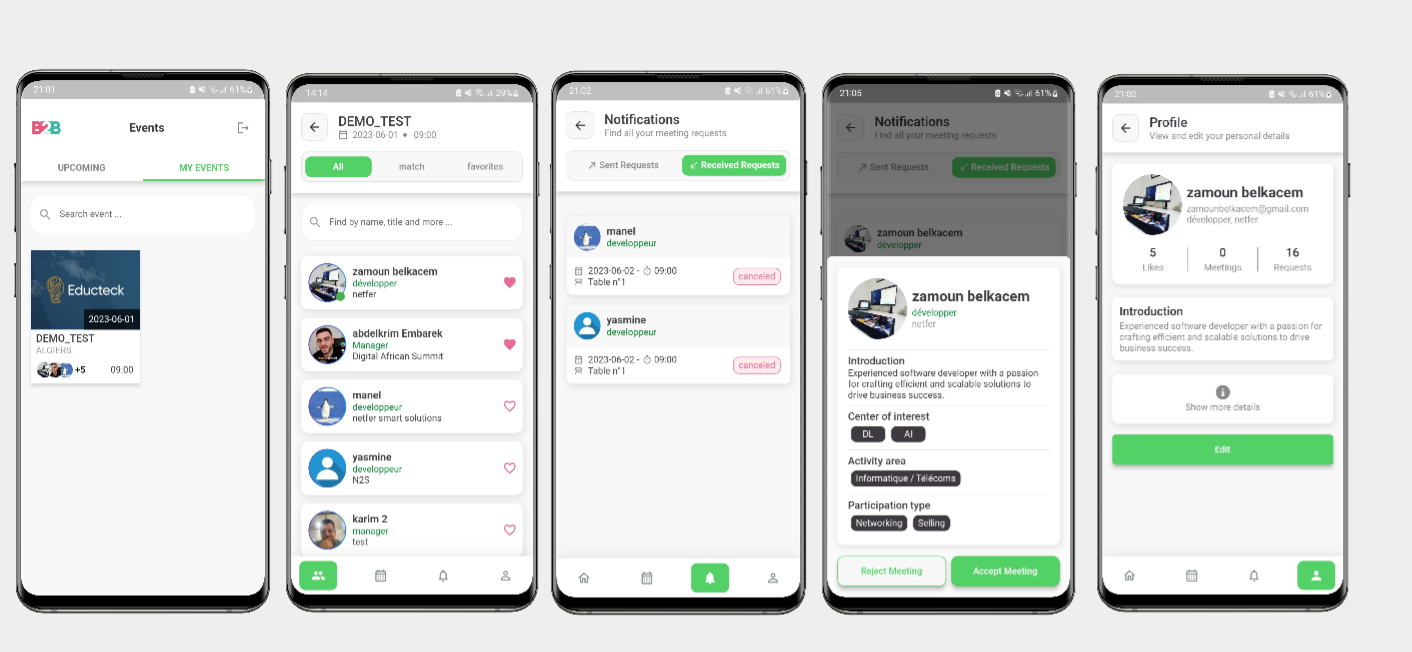 21:01
61%
B2B
Events
UPCOMING
MY EVENTS
Search event ...
Educteck
2023-06-01
DEMO_TEST
ALGIERS
+5
09:00
14:14
29%
DEMO_TEST
2023-06-01 • 09:00
All
match
favorites
Find by name, title and more ...
zamoun belkacem
développer
netfer
abdelkrim Embarek
Manager
Digital African Summit
manel
developpeur
netfer smart solutions
yasmine
developpeur
N2S
karim 2
manager
test
21:02
61%
Notifications
Find all your meeting requests
Sent Requests
Received Requests
manel
developpeur
2023-06-02 - 09:00
Table n°1
canceled
yasmine
developpeur
2023-06-02 - 09:00
Table n°1
canceled
21:05
61%
Notifications
Find all your meeting requests
Sent Requests
Received Requests
zamoun belkacem
développer
zamoun belkacem
développer
netfer
Introduction
Experienced software developer with a passion
for crafting efficient and scalable solutions to
drive business success.
Center of interest
DL
AI
Activity area
Informatique / Télécoms
Participation type
Networking
Selling
Reject Meeting
Accept Meeting
21:02
61%
Profile
View and edit your personal details
zamoun belkacem
zamounbelkacem@gmail.com
développer, netfer
5
0
16
Likes
Meetings
Requests
Introduction
Experienced software developer with a passion for
crafting efficient and scalable solutions to drive
business success.
Show more details
Edit